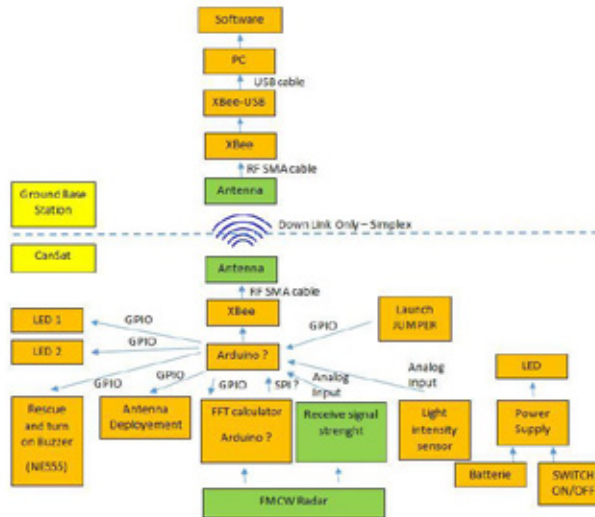 Software
PC
USB cable
XBee-USB
XBee
RF SMA cable
Antenna
Ground Base
Station
Down Link Only – Simplex
CanSat
Antenna
RF SMA cable
XBee
Launch
JUMPER
LED 1
GPIO
GPIO
LED 2
GPIO
Arduino ?
Analog
Input
LED
GPIO
GPIO
GPIO
SPI ?
Analog
Input
Rescue
and turn
on Buzzer
(NE555)
Antenna
Deployement
FFT calculator
Arduino ?
Receive signal
strenght
Light
intensity
sensor
Power
Supply
Batterie
SWITCH
ON/OFF
FMCW Radar